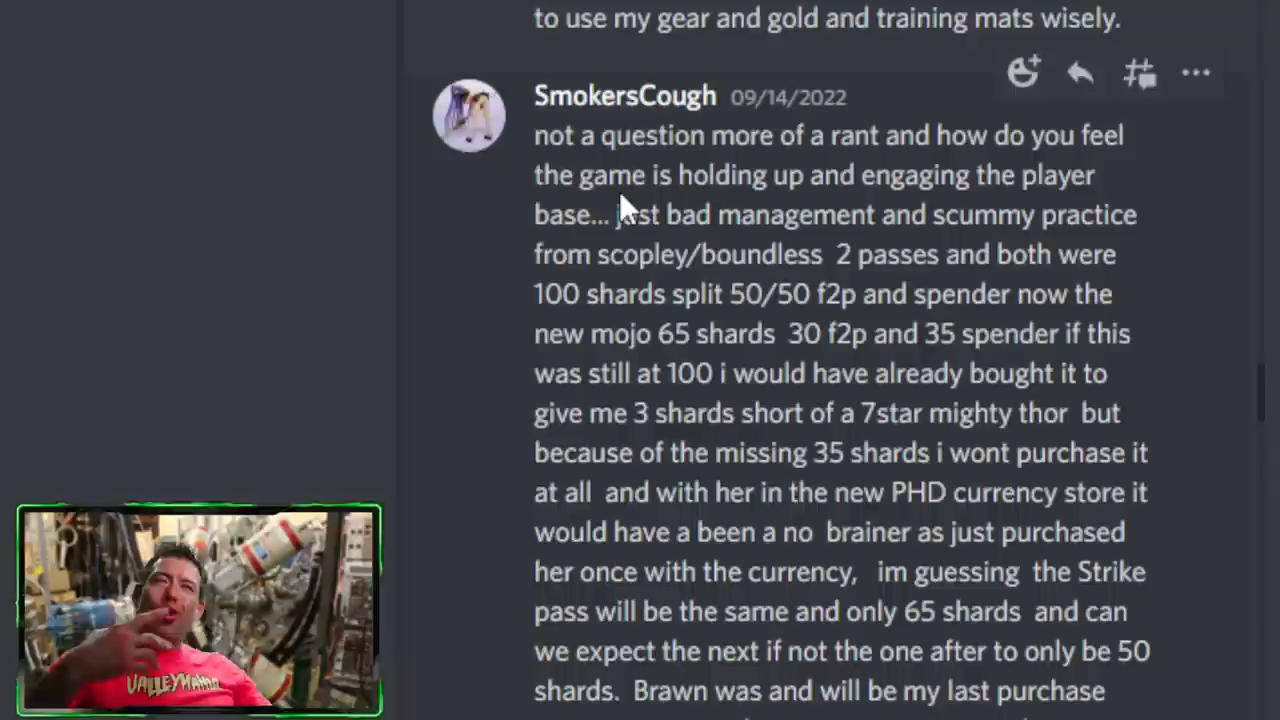 to use my gear and gold and training mats wisely.
SmokersCough 09/14/2022
not a question more of a rant and how do you feel
the game is holding up and engaging the player
base... just bad management and scummy practice
from scopley/boundless 2 passes and both were
100 shards split 50/50 f2p and spender now the
new mojo 65 shards 30 f2p and 35 spender if this
was still at 100 i would have already bought it to
give me 3 shards short of a 7star mighty thor but
because of the missing 35 shards i wont purchase it
at all and with her in the new PHD currency store it
would have a been a no brainer as just purchased
her once with the currency, im guessing the Strike
pass will be the same and only 65 shards and can
we expect the next if not the one after to only be 50
shards. Brawn was and will be my last purchase
VALLEYMANIA